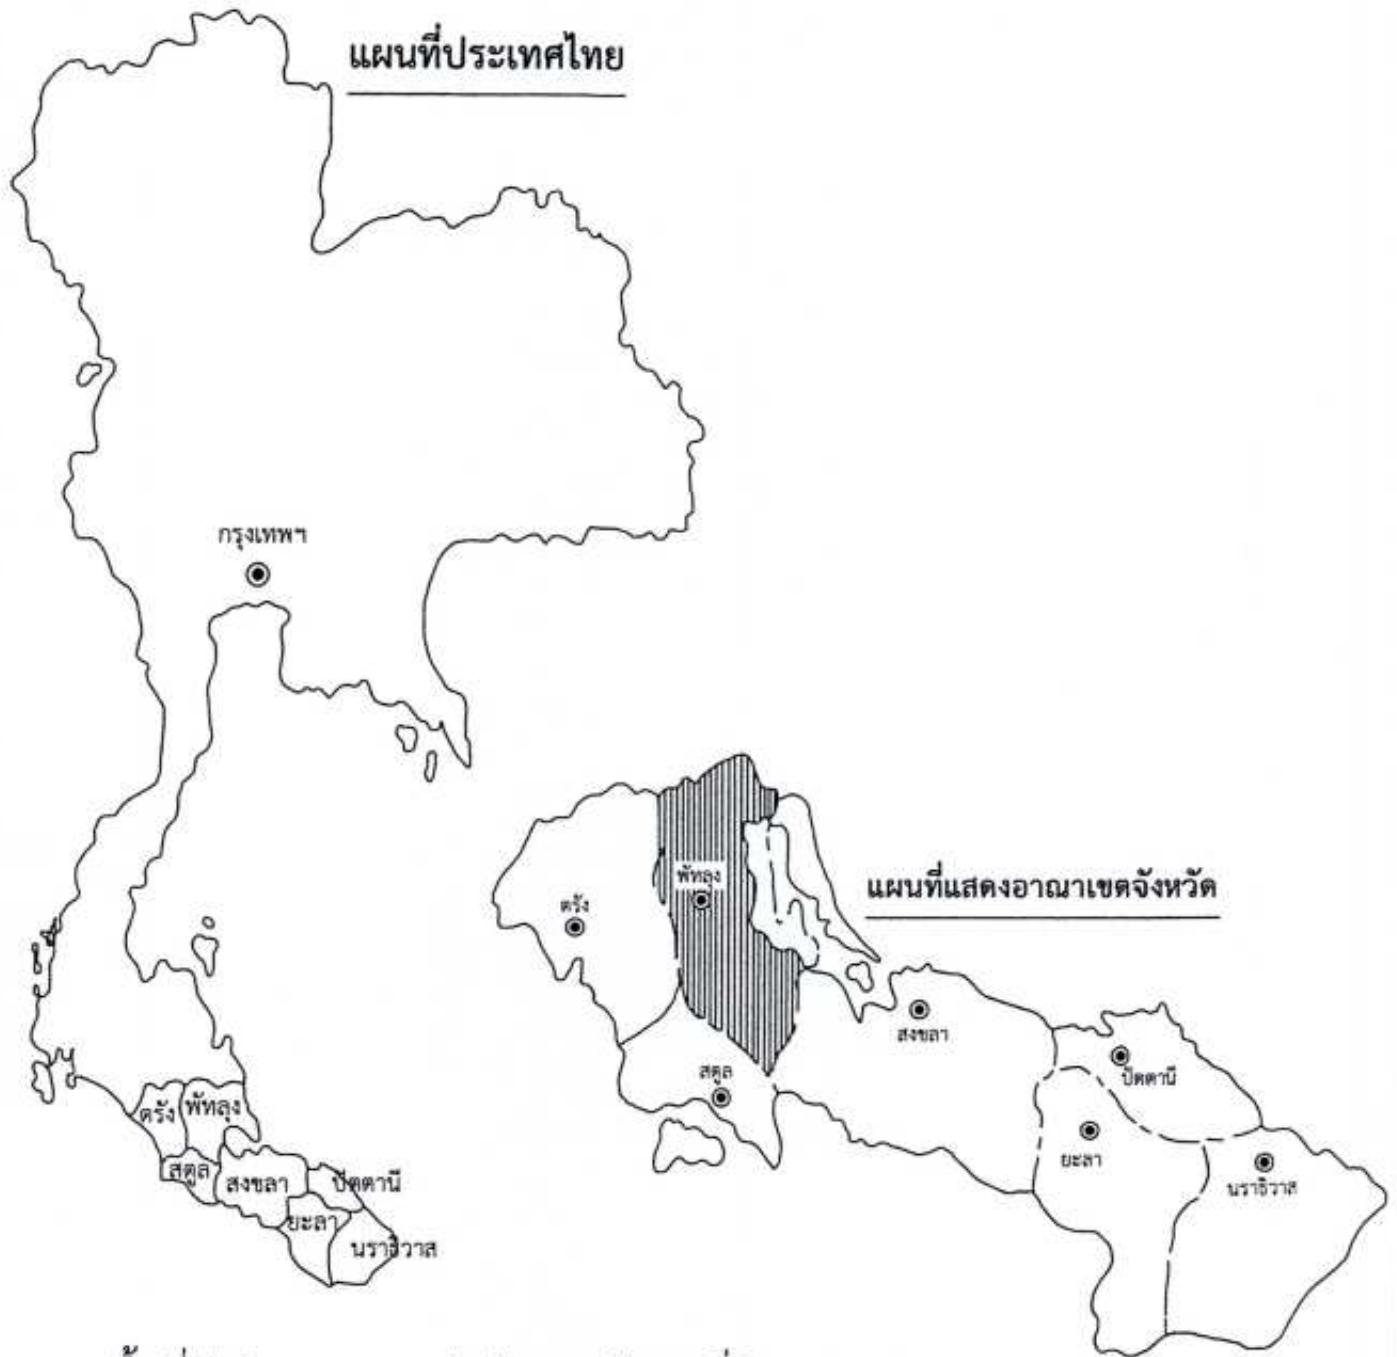 แผนที่ประเทศไทย
กรุงเทพฯ
แผนที่แสดงอาณาเขตจังหวัด
พัทลุง
ตรัง
สงขลา
สตูล
ปัตตานี
ยะลา
นราธิวาส
ตรัง
พัทลุง
สตูล
สงขลา
ปัตตานี
ยะลา
นราธิวาส